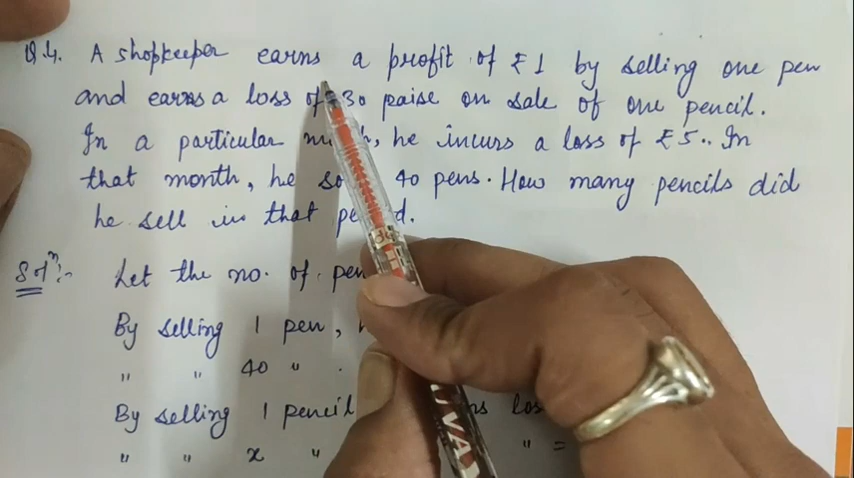 Q.4. A shopkeeper earns a profit of ₹1 by selling one pen
and earns a loss of 30 paise on sale of one pencil.
In a particular , he incurs a loss of ₹5.. In
that month, he 40 pens. How many pencils did
he sell in that
Solⁿ:- Let the no. of
By selling 1 pen,
" " 40 "
By selling 1 pencil
" " x " " =